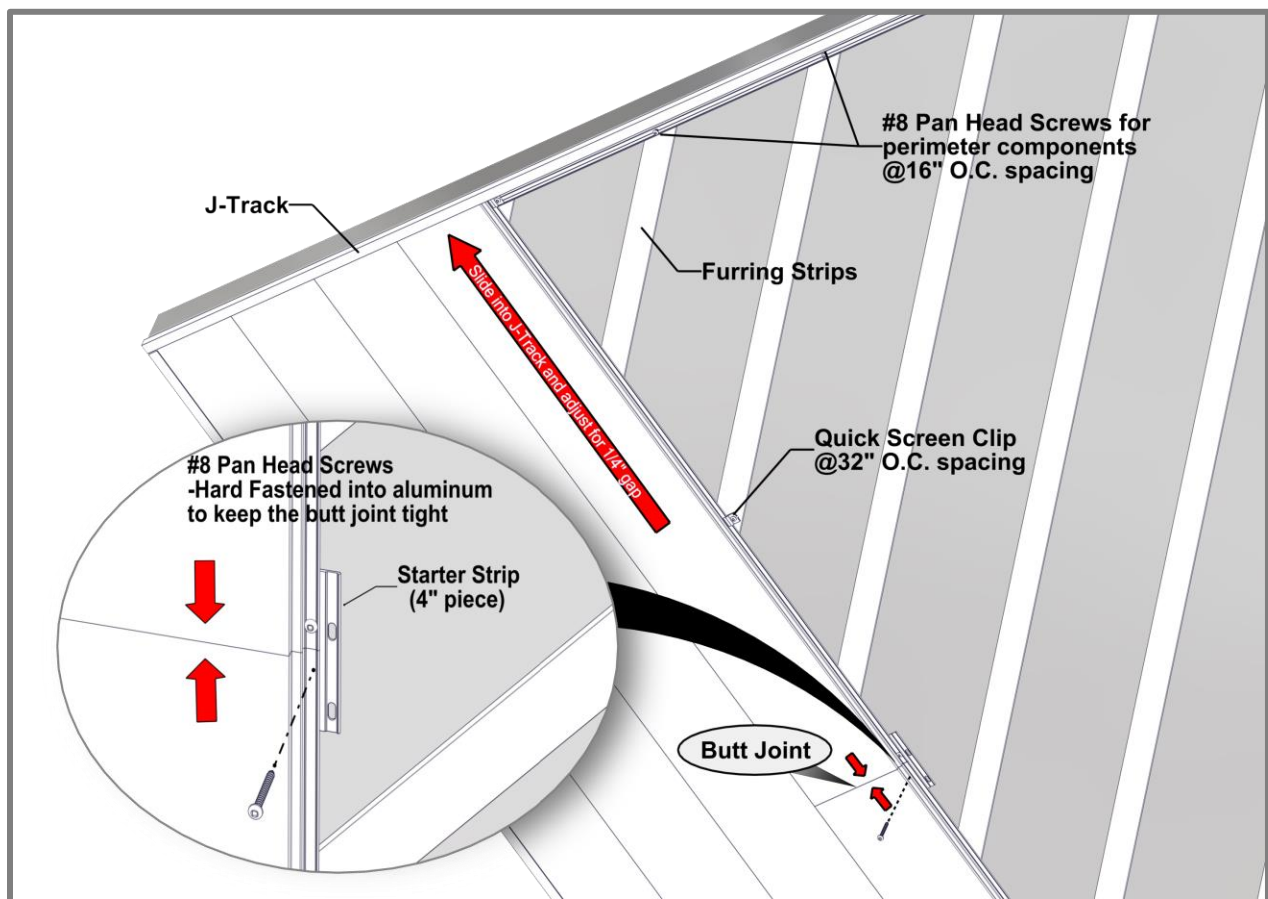 #8 Pan Head Screws for
perimeter components
@16" O.C. spacing
J-Track
Furring Strips
Slide into J-Track and adjust for 1/4" gap
Quick Screen Clip
@32" O.C. spacing
#8 Pan Head Screws
-Hard Fastened into aluminum
to keep the butt joint tight
Starter Strip
(4" piece)
Butt Joint